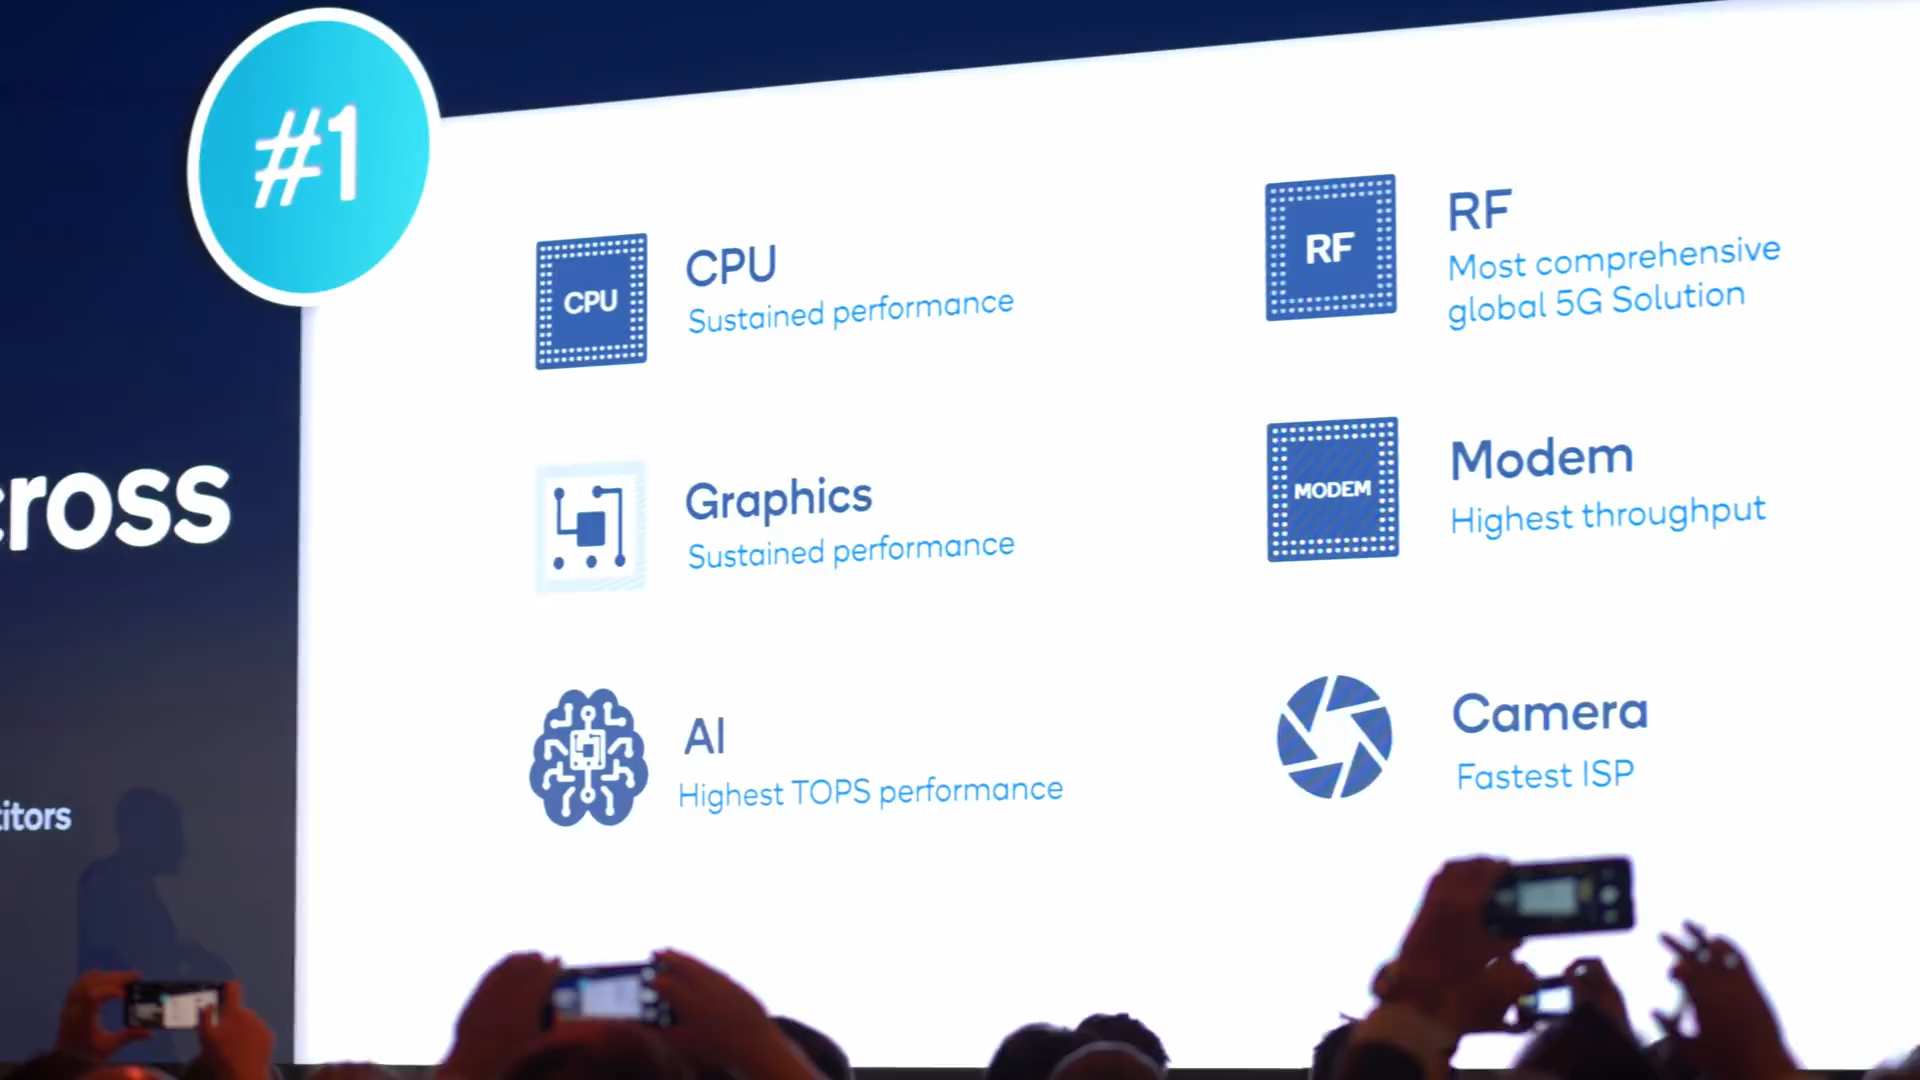 #1
CPU
CPU
Sustained performance
Graphics
Sustained performance
AI
Highest TOPS performance
RF
RF
Most comprehensive
global 5G Solution
MODEM
Modem
Highest throughput
Camera
Fastest ISP
ross
itors